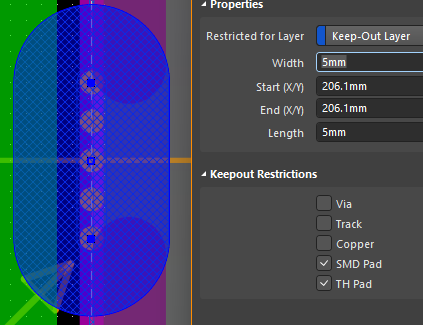 Properties
Restricted for Layer Keep-Out Layer
Width 5mm
Start (X/Y) 206.1mm
End (X/Y) 206.1mm
Length 5mm
Keepout Restrictions
Via
Track
Copper
SMD Pad
TH Pad